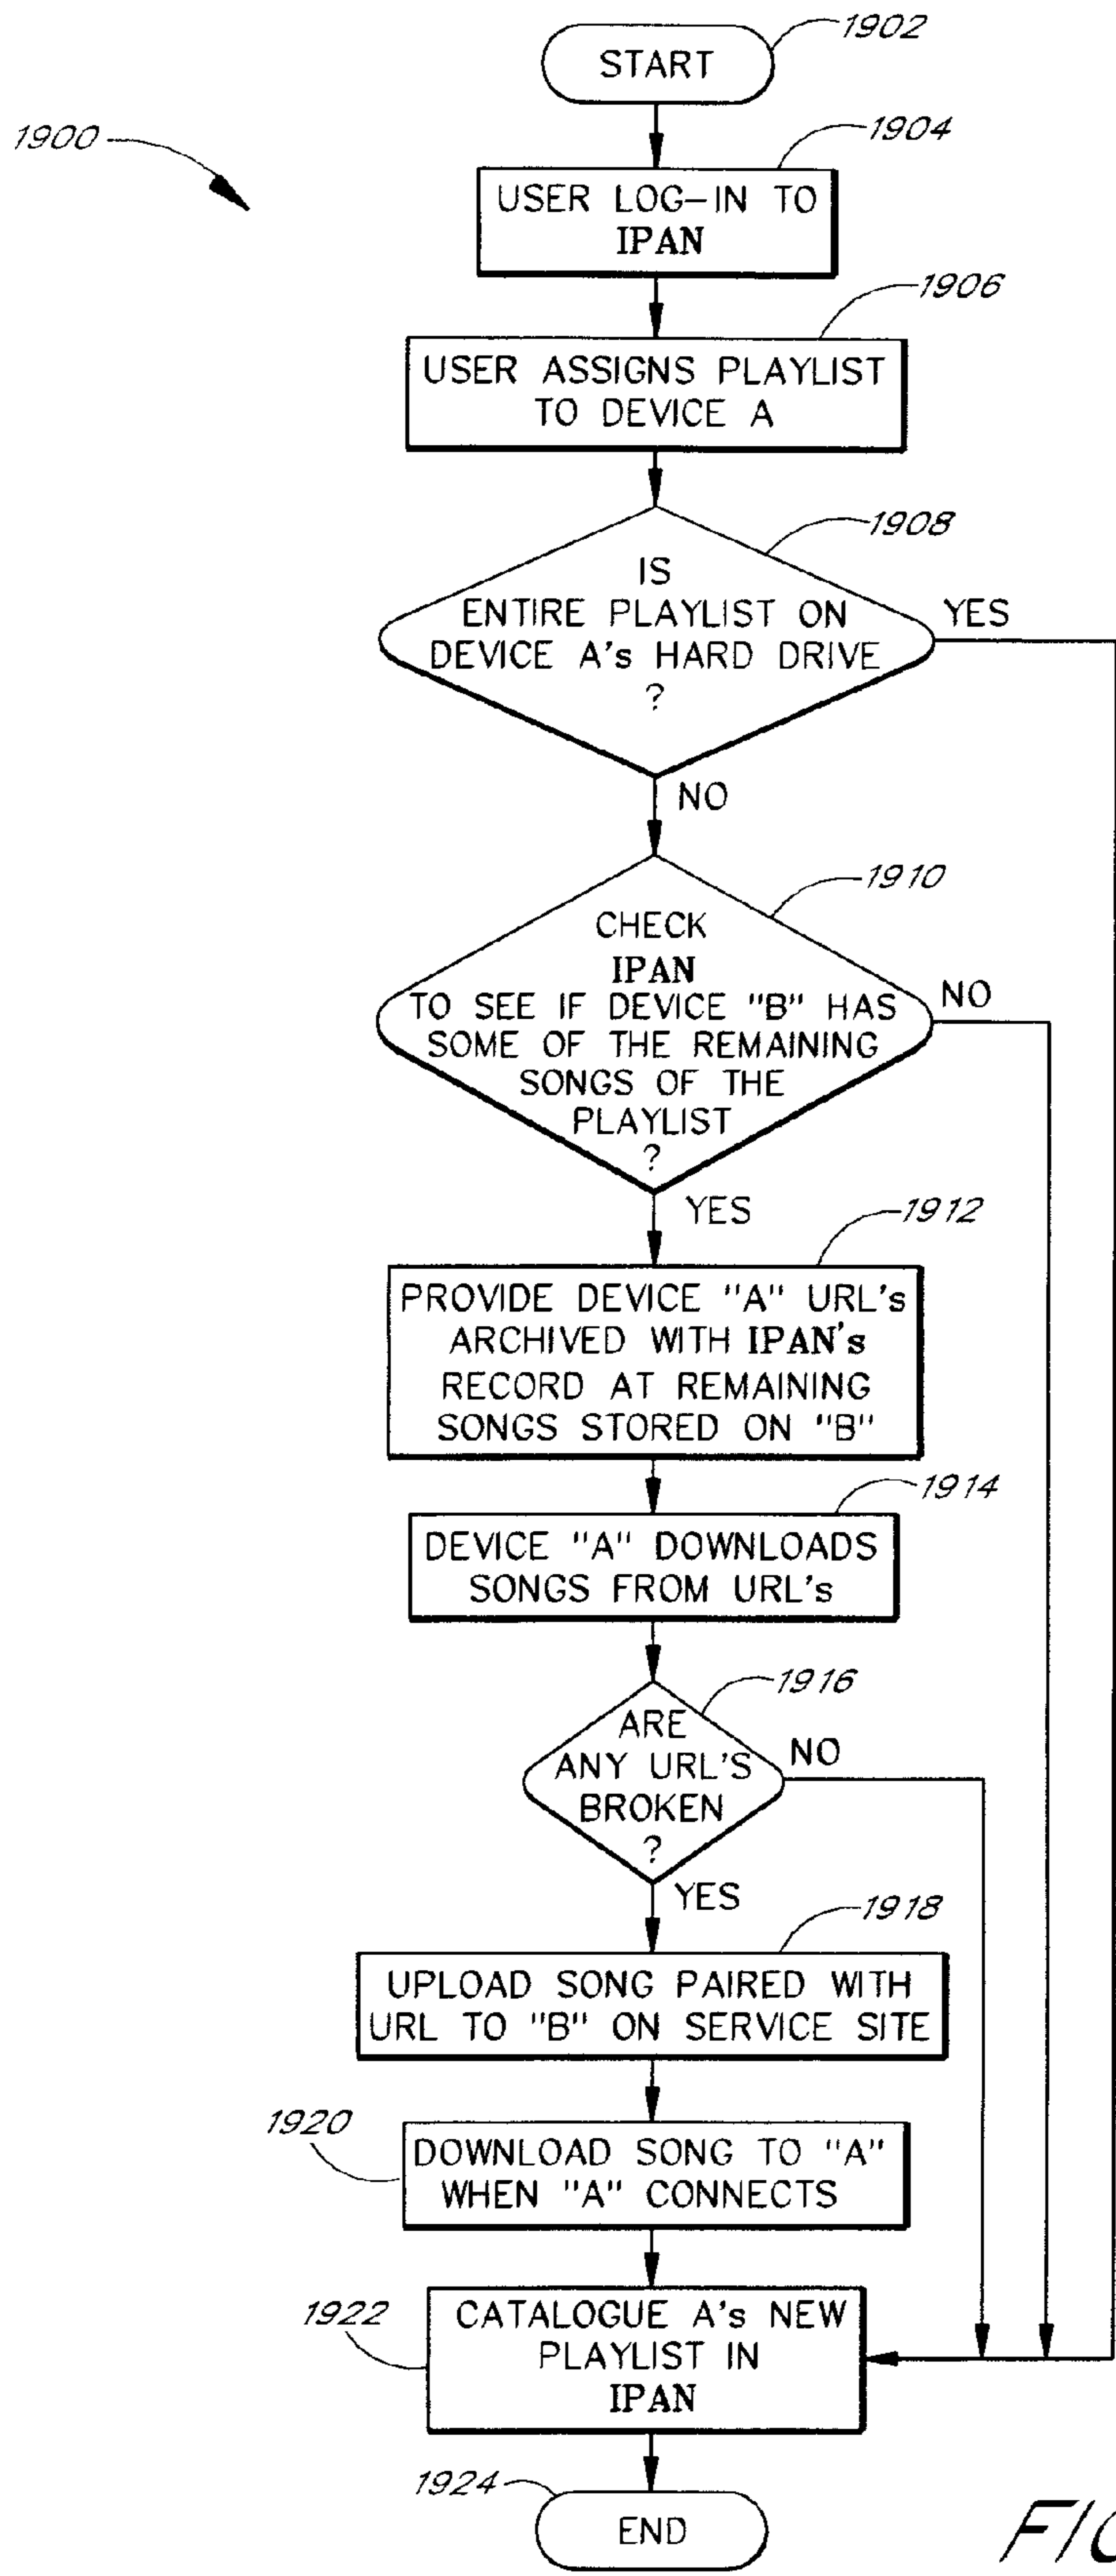 1902
START
1900
1904
USER LOG-IN TO
IPAN
1906
USER ASSIGNS PLAYLIST
TO DEVICE A
1908
IS
ENTIRE PLAYLIST ON
DEVICE A's HARD DRIVE
?
YES
NO
1910
CHECK
IPAN
TO SEE IF DEVICE "B" HAS
SOME OF THE REMAINING
SONGS OF THE
PLAYLIST
?
NO
YES
1912
PROVIDE DEVICE "A" URL's
ARCHIVED WITH IPAN's
RECORD AT REMAINING
SONGS STORED ON "B"
1914
DEVICE "A" DOWNLOADS
SONGS FROM URL's
1916
ARE
ANY URL'S
BROKEN
?
NO
YES
1918
UPLOAD SONG PAIRED WITH
URL TO "B" ON SERVICE SITE
1920
DOWNLOAD SONG TO "A"
WHEN "A" CONNECTS
1922
CATALOGUE A's NEW
PLAYLIST IN
IPAN
1924
END